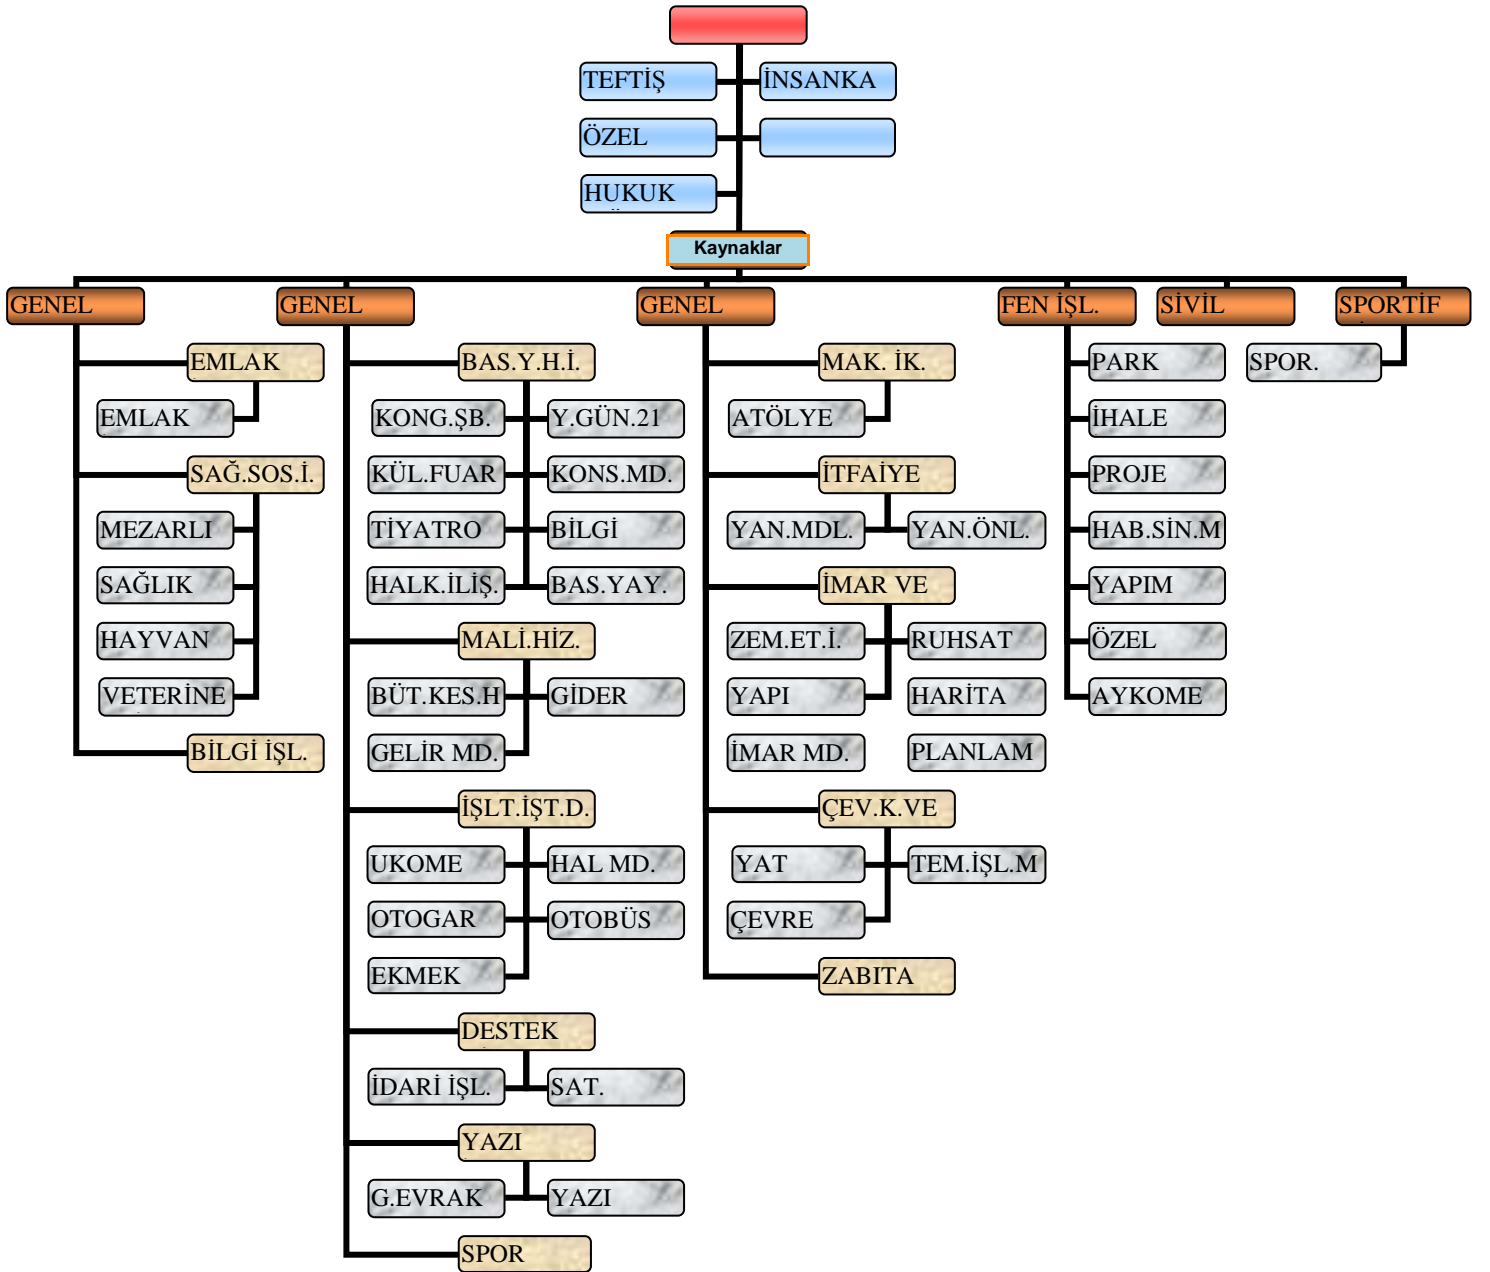 TEFTİŞ
İNSANKA
ÖZEL
HUKUK
Kaynaklar
GENEL
GENEL
GENEL
FEN İŞL.
SİVİL
SPORTİF
EMLAK
EMLAK
SAĞ.SOS.İ.
MEZARLI
SAĞLIK
HAYVAN
VETERİNE
BİLGİ İŞL.
BAS.Y.H.İ.
KONG.ŞB.
Y.GÜN.21
KÜL.FUAR
KONS.MD.
TİYATRO
BİLGİ
HALK.İLİŞ.
BAS.YAY.
MALİ.HİZ.
BÜT.KES.H
GİDER
GELİR MD.
İŞLT.İŞT.D.
UKOME
HAL MD.
OTOGAR
OTOBÜS
EKMEK
DESTEK
İDARİ İŞL.
SAT.
YAZI
G.EVRAK
YAZI
SPOR
MAK. İK.
ATÖLYE
İTFAİYE
YAN.MDL.
YAN.ÖNL.
İMAR VE
ZEM.ET.İ.
RUHSAT
YAPI
HARİTA
İMAR MD.
PLANLAM
ÇEV.K.VE
YAT
TEM.İŞL.M
ÇEVRE
ZABITA
PARK
İHALE
PROJE
HAB.SİN.M
YAPIM
ÖZEL
AYKOME
SPOR.